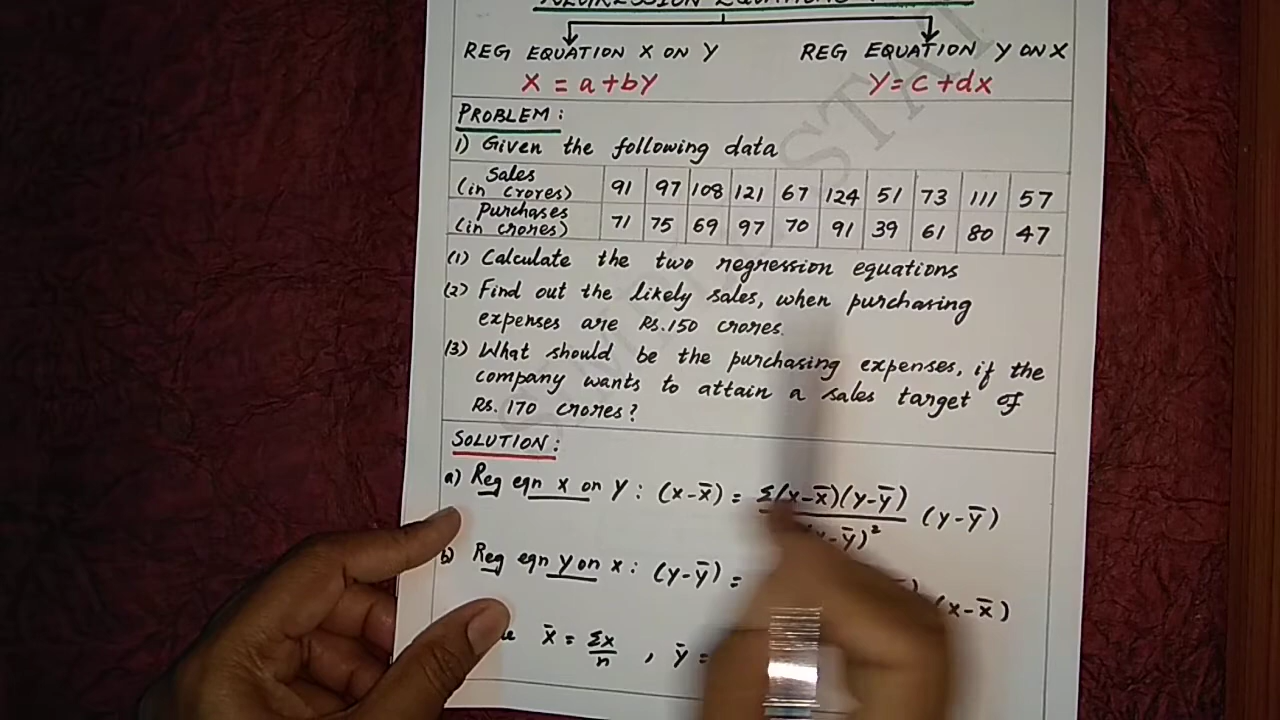 REG EQUATION X ON Y REG EQUATION Y ON X
X = a+bY Y=c+dx
PROBLEM:
1) Given the following data
Sales (in crores) 91 97 108 121 67 124 51 73 111 57
Purchases (in crores) 71 75 69 97 70 91 39 61 80 47
(1) Calculate the two regression equations
(2) Find out the likely sales, when purchasing
expenses are Rs.150 crores.
(3) What should be the purchasing expenses, if the
company wants to attain a sales target of
Rs. 170 crores?
SOLUTION:
a) Reg eqn x on y : (x-x̄) = Σ(x-x̄)(y-ȳ) (y-ȳ)
(y-ȳ)²
b) Reg eqn y on x : (y-ȳ) = (x-x̄)
x̄ = Σx/n , ȳ =